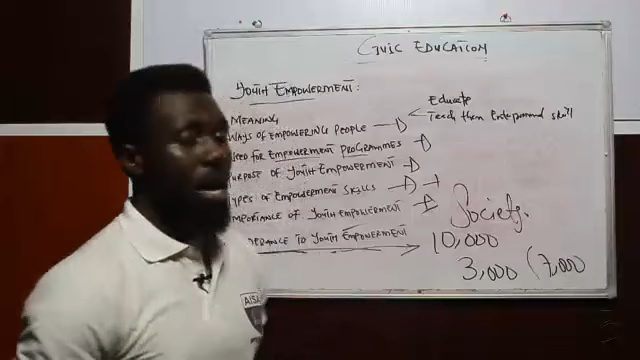 CIVIC EDUCATION
YOUTH EMPOWERMENT:
MEANING
WAYS OF EMPOWERING PEOPLE
Educate
Teach them skill
NEED FOR EMPOWERMENT PROGRAMMES
PURPOSE OF YOUTH EMPOWERMENT
TYPES OF EMPOWERMENT SKILLS
IMPORTANCE OF YOUTH EMPOWERMENT
TO YOUTH EMPOWERMENT
Society.
10,000
3,000 (7,000
AISA